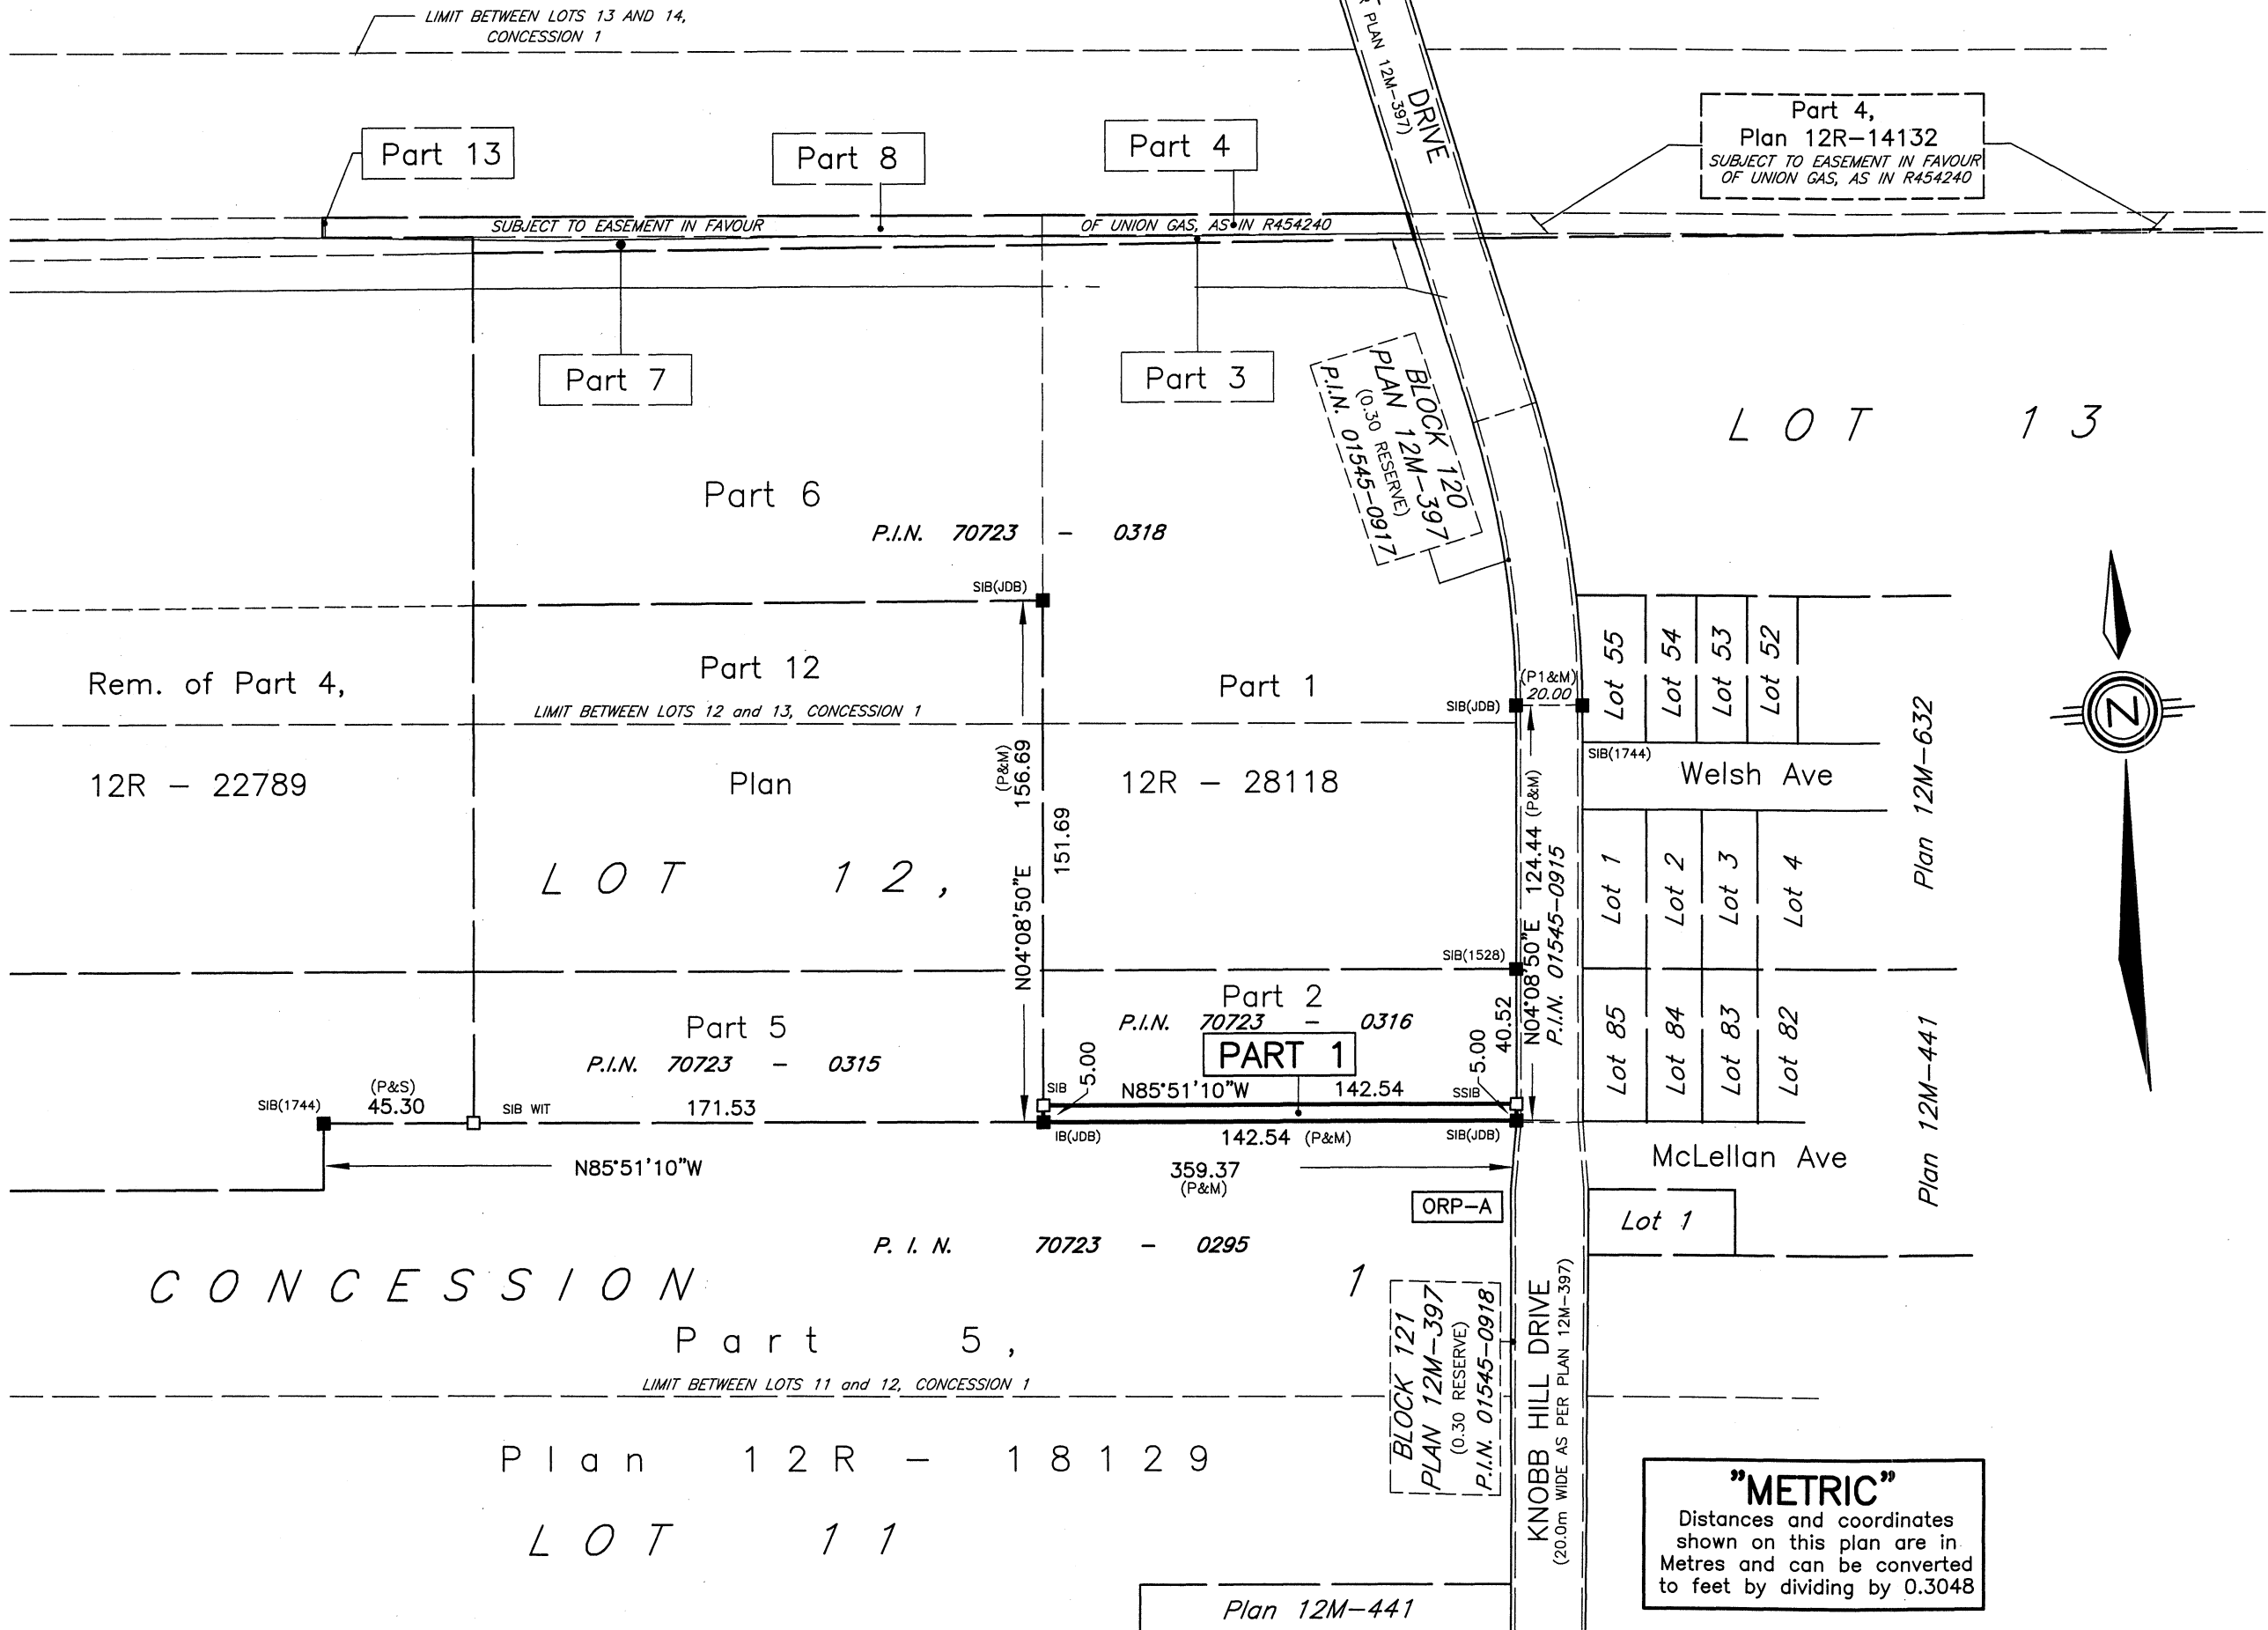 LIMIT BETWEEN LOTS 13 AND 14,
CONCESSION 1
PLAN 12M-397)
DRIVE
Part 13
Part 8
Part 4
Part 4,
Plan 12R-14132
SUBJECT TO EASEMENT IN FAVOUR
OF UNION GAS, AS IN R454240
SUBJECT TO EASEMENT IN FAVOUR
OF UNION GAS, AS IN R454240
Part 7
Part 3
BLOCK 120
PLAN 12M-397
(0.30 RESERVE)
P.I.N. 01545-0917
LOT 13
Part 6
P.I.N. 70723 - 0318
SIB(JDB)
Rem. of Part 4,
Part 12
Part 1
LIMIT BETWEEN LOTS 12 and 13, CONCESSION 1
SIB(JDB)
(P1&M)
20.00
Lot 55
Lot 54
Lot 53
Lot 52
SIB(1744)
Welsh Ave
Plan 12M-632
N
12R - 22789
Plan
12R - 28118
(P&M)
156.69
151.69
N04°08'50"E
N04°08'50"E 124.44 (P&M)
P.I.N. 01545-0915
LOT 12,
Lot 1
Lot 2
Lot 3
Lot 4
SIB(1528)
Part 2
P.I.N. 70723 - 0316
Part 5
P.I.N. 70723 - 0315
PART 1
5.00
5.00
40.52
Lot 85
Lot 84
Lot 83
Lot 82
Plan 12M-441
(P&S)
SIB(1744)
45.30
SIB WIT
171.53
SIB
N85°51'10"W 142.54
SSIB
IB(JDB)
142.54 (P&M)
SIB(JDB)
N85°51'10"W
359.37
(P&M)
McLellan Ave
ORP-A
Lot 1
P. I. N. 70723 - 0295
CONCESSION 1
Part 5,
LIMIT BETWEEN LOTS 11 and 12, CONCESSION 1
BLOCK 121
PLAN 12M-397
(0.30 RESERVE)
P.I.N. 01545-0918
KNOBB HILL DRIVE
(20.0m WIDE AS PER PLAN 12M-397)
Plan 12R - 18129
LOT 11
Plan 12M-441
"METRIC"
Distances and coordinates
shown on this plan are in
Metres and can be converted
to feet by dividing by 0.3048